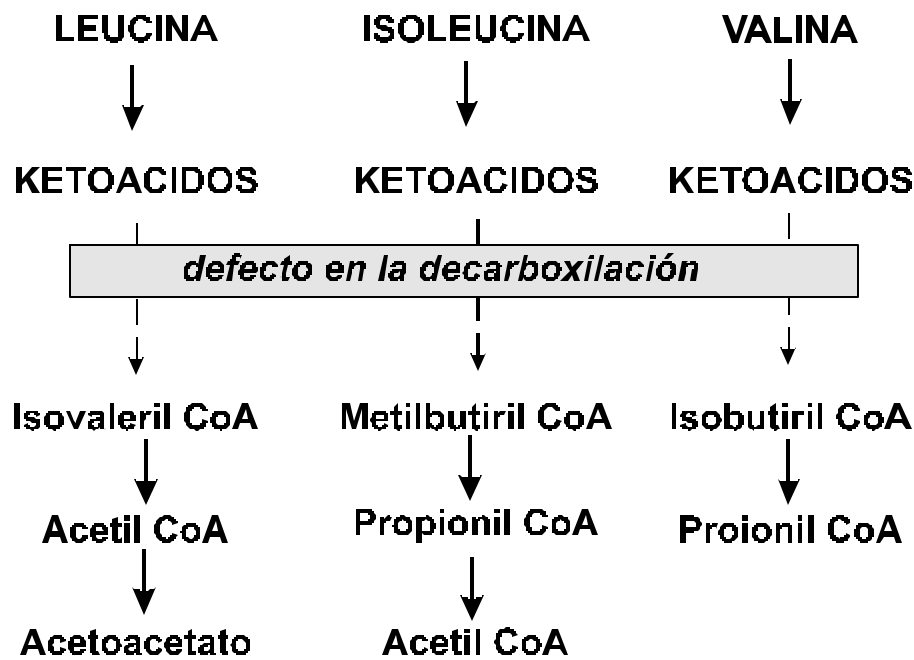 LEUCINA ISOLEUCINA VALINA
KETOACIDOS KETOACIDOS KETOACIDOS
defecto en la decarboxilación
Isovaleril CoA Metilbutiril CoA Isobutiril CoA
Acetil CoA Propionil CoA Proionil CoA
Acetoacetato Acetil CoA